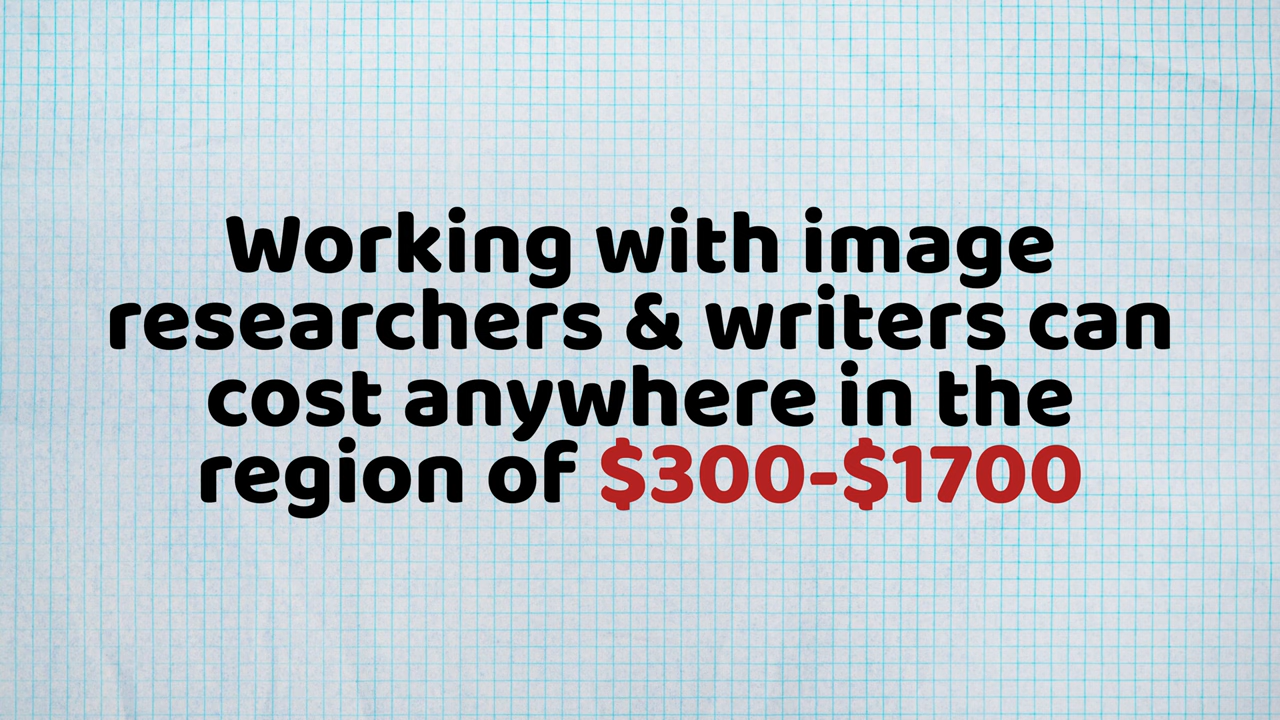 Working with image
researchers & writers can
cost anywhere in the
region of $300-$1700